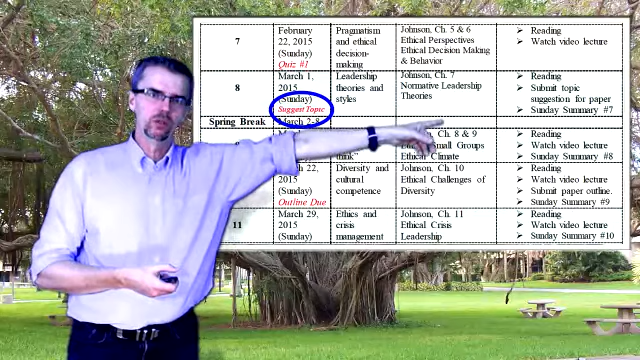 7
February
22, 2015
(Sunday)
Quiz #1
Pragmatism
and ethical
decision-
making
Johnson, Ch. 5 & 6
Ethical Perspectives
Ethical Decision Making
& Behavior
Reading
Watch video lecture
8
March 1,
2015
(Sunday)
Suggest Topic
Leadership
theories and
styles
Johnson, Ch. 7
Normative Leadership
Theories
Reading
Submit topic
suggestion for paper
Sunday Summary #7
Spring Break
March 2-8
think"
Ch. 8 & 9
Small Groups
Ethical Climate
Reading
Watch video lecture
Sunday Summary #8
22,
2015
(Sunday)
Outline Due
Diversity and
cultural
competence
Johnson, Ch. 10
Ethical Challenges of
Diversity
Reading
Watch video lecture
Submit paper outline.
Sunday Summary #9
11
March 29,
2015
(Sunday)
Ethics and
crisis
management
Johnson, Ch. 11
Ethical Crisis
Leadership
Reading
Watch video lecture
Sunday Summary #10